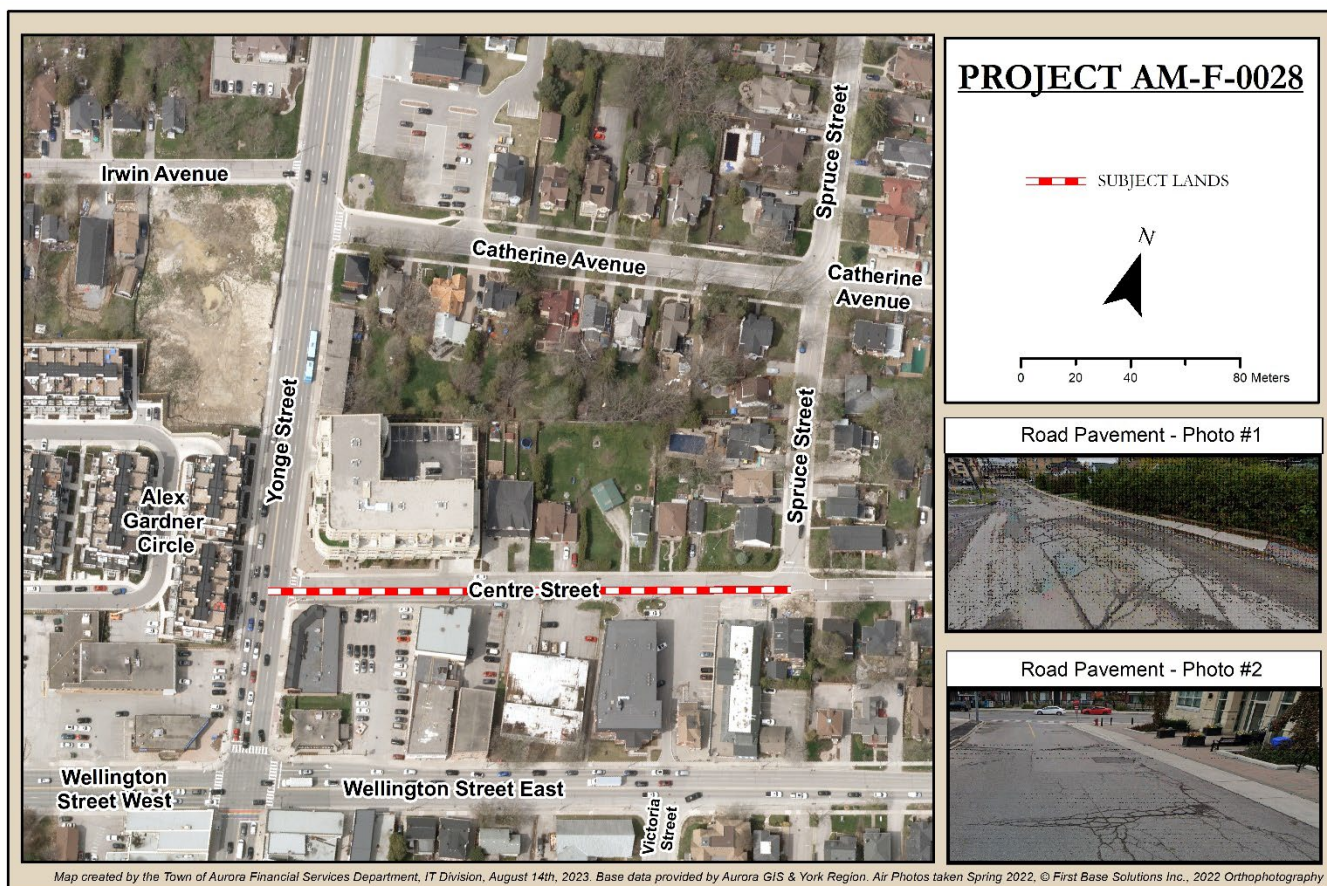 PROJECT AM-F-0028
SUBJECT LANDS
N
0 20 40 80 Meters
Irwin Avenue
Spruce Street
Catherine Avenue
Catherine
Avenue
Yonge Street
Spruce Street
Alex
Gardner
Circle
Centre Street
Wellington
Street West
Wellington Street East
Victoria
Street
Road Pavement - Photo #1
Road Pavement - Photo #2
Map created by the Town of Aurora Financial Services Department, IT Division, August 14th, 2023. Base data provided by Aurora GIS & York Region. Air Photos taken Spring 2022, © First Base Solutions Inc., 2022 Orthophotography